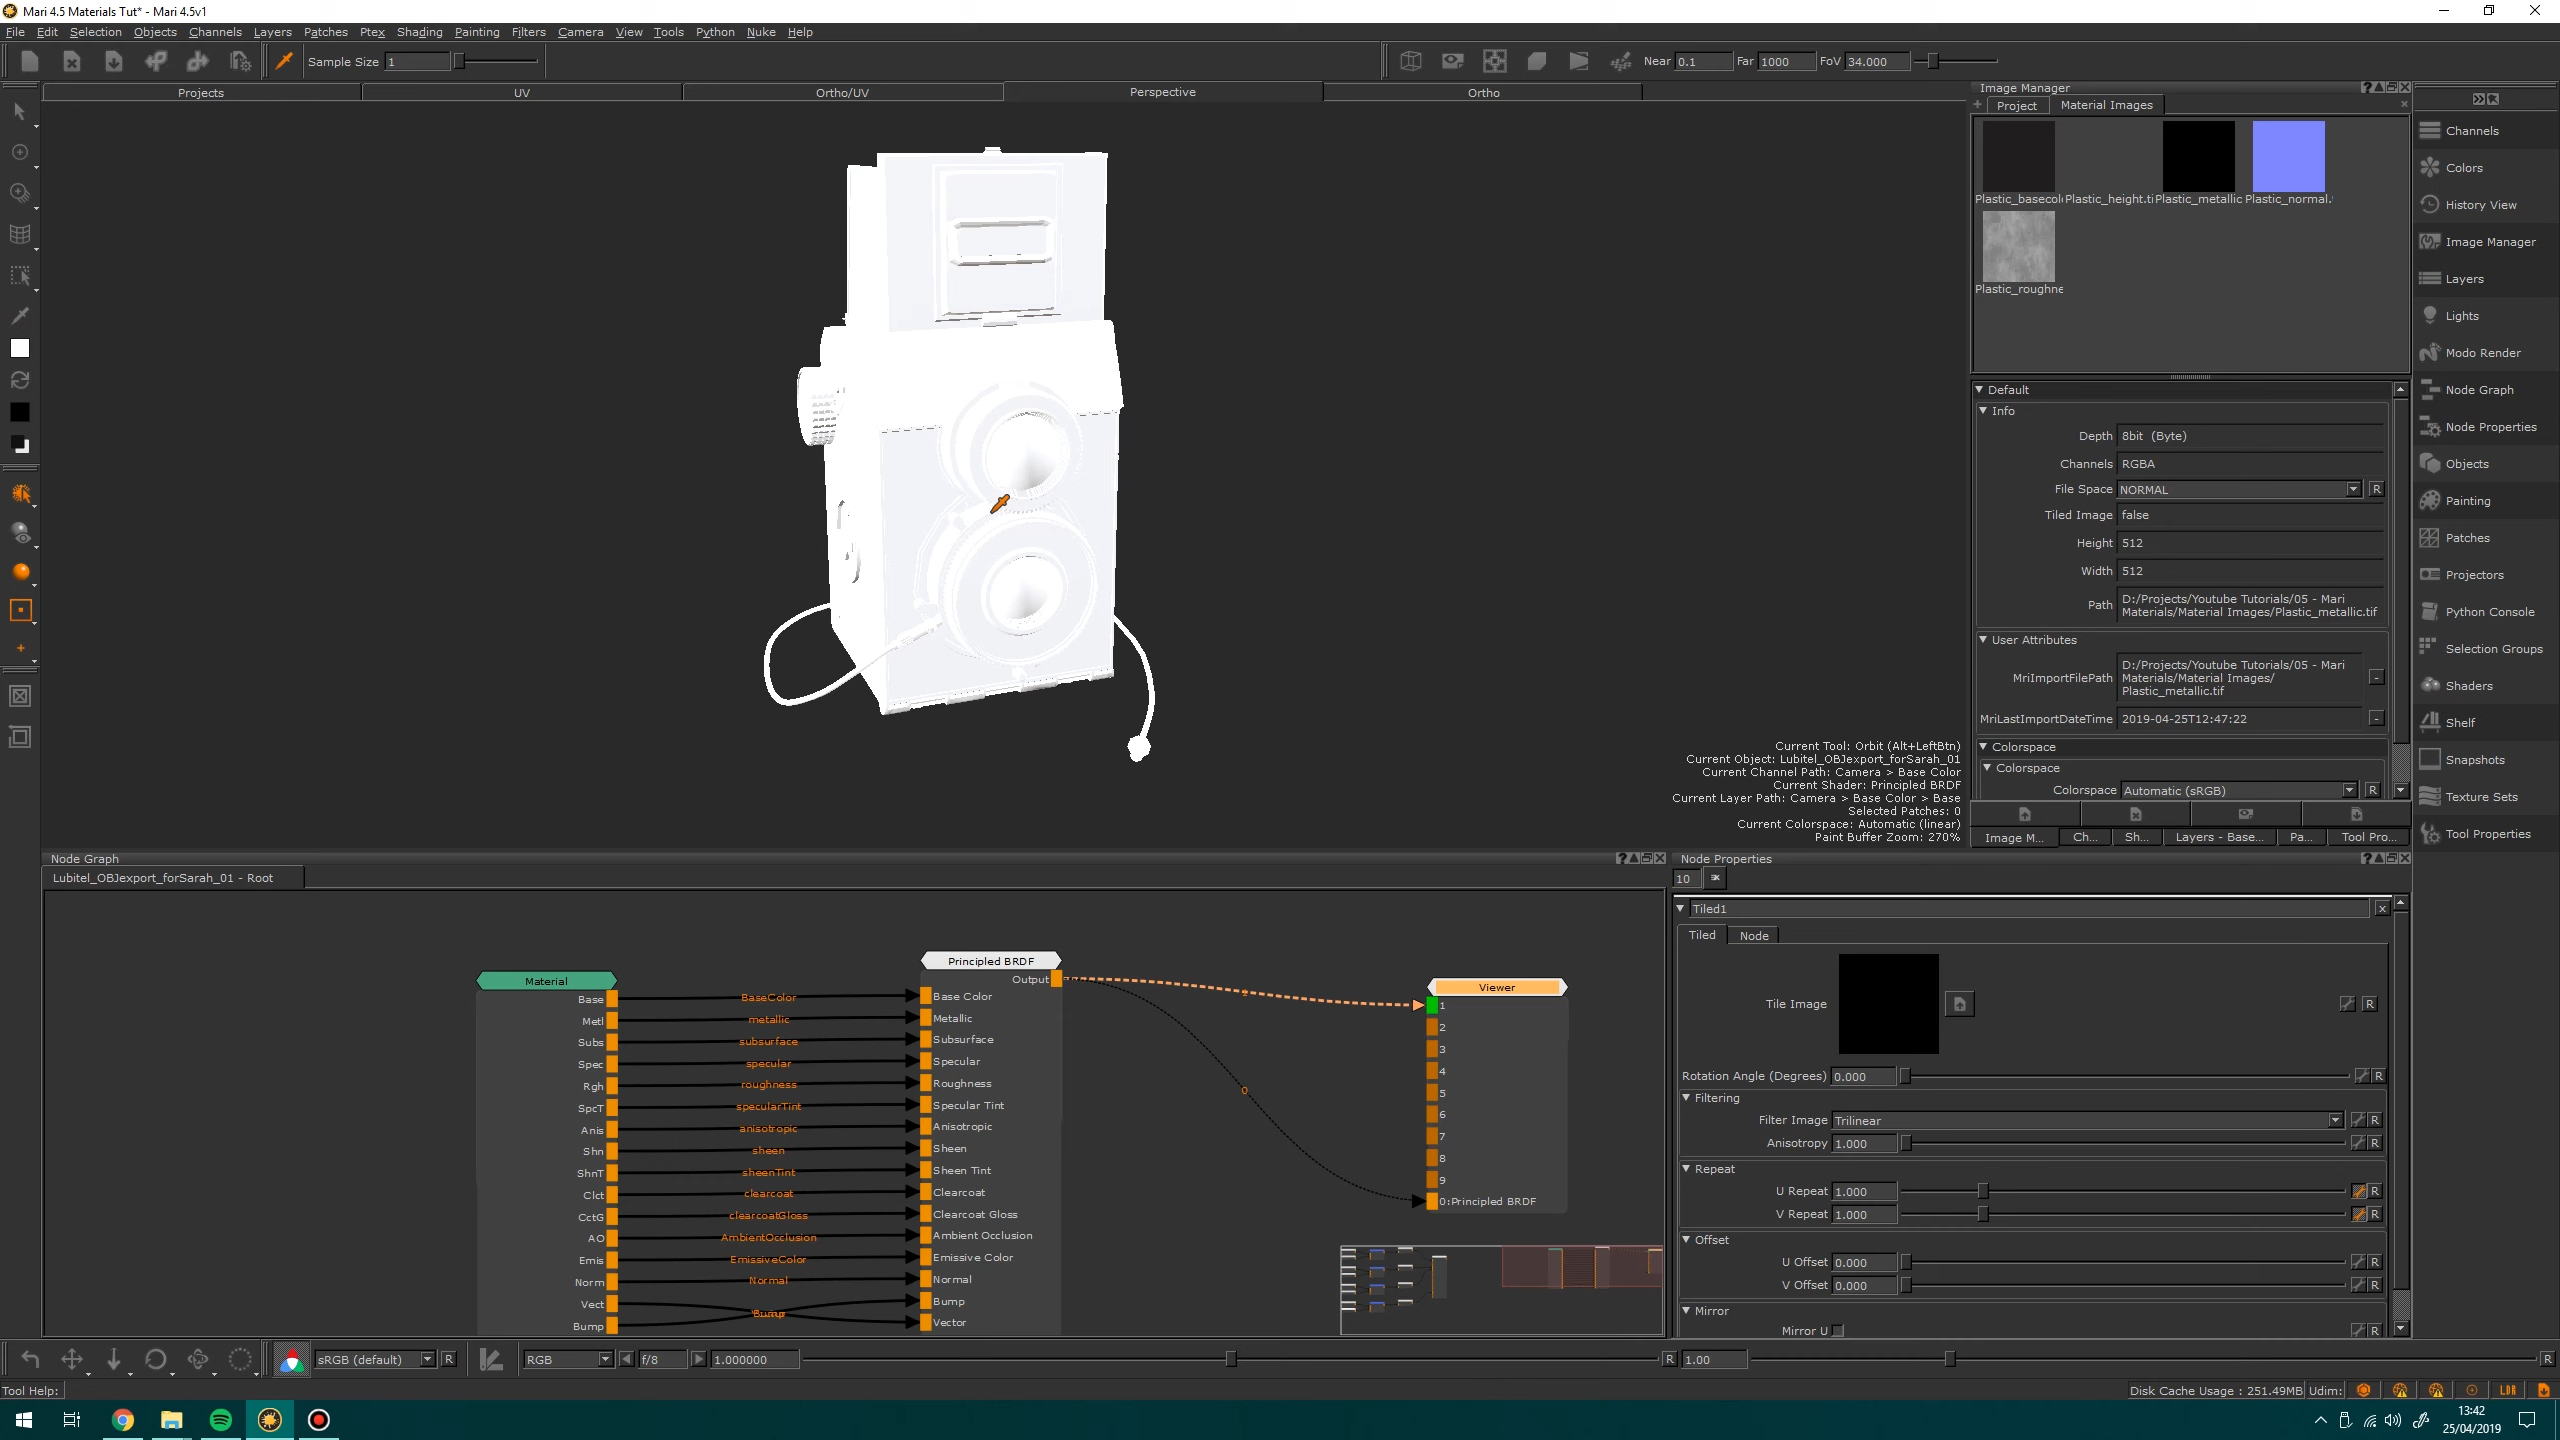 Mari 4.5 Materials Tut* - Mari 4.5v1
File Edit Selection Objects Channels Layers Patches Ptex Shading Painting Filters Camera View Tools Python Nuke Help
Sample Size 1
Near 0.1 Far 1000 FoV 34.000
Projects UV Ortho/UV Perspective Ortho
Current Tool: Orbit (Alt+LeftBtn)
Current Object: Lubitel_OBJexport_forSarah_01
Current Channel Path: Camera > Base Color
Current Shader: Principled BRDF
Current Layer Path: Camera > Base Color > Base
Selected Patches: 0
Current Colorspace: Automatic (linear)
Paint Buffer Zoom: 270%
Image Manager
Project Material Images
Plastic_basecol Plastic_height.ti Plastic_metallic Plastic_normal.
Plastic_roughne
Default
Info
Depth 8bit (Byte)
Channels RGBA
File Space NORMAL R
Tiled Image false
Height 512
Width 512
Path D:/Projects/Youtube Tutorials/05 - Mari
Materials/Material Images/Plastic_metallic.tif
User Attributes
MriImportFilePath D:/Projects/Youtube Tutorials/05 - Mari
Materials/Material Images/
Plastic_metallic.tif
MriLastImportDateTime 2019-04-25T12:47:22
Colorspace
Colorspace
Colorspace Automatic (sRGB) R
Image M... Ch... Sh... Layers - Base... Pa... Tool Pro...
Channels
Colors
History View
Image Manager
Layers
Lights
Modo Render
Node Graph
Node Properties
Objects
Painting
Patches
Projectors
Python Console
Selection Groups
Shaders
Shelf
Snapshots
Texture Sets
Tool Properties
Node Graph
Lubitel_OBJexport_forSarah_01 - Root
Material
Base
Metl
Subs
Spec
Rgh
SpcT
Anis
Shn
ShnT
Clct
CctG
AO
Emis
Norm
Vect
Bump
BaseColor
metallic
subsurface
specular
roughness
specularTint
anisotropic
sheen
sheenTint
clearcoat
clearcoatGloss
AmbientOcclusion
EmissiveColor
Normal
Bump
Principled BRDF
Output
Base Color
Metallic
Subsurface
Specular
Roughness
Specular Tint
Anisotropic
Sheen
Sheen Tint
Clearcoat
Clearcoat Gloss
Ambient Occlusion
Emissive Color
Normal
Bump
Vector
1
0
Viewer
1
2
3
4
5
6
7
8
9
0:Principled BRDF
Node Properties
10
Tiled1
Tiled Node
Tile Image R
Rotation Angle (Degrees) 0.000 R
Filtering
Filter Image Trilinear R
Anisotropy 1.000 R
Repeat
U Repeat 1.000 R
V Repeat 1.000 R
Offset
U Offset 0.000 R
V Offset 0.000 R
Mirror
Mirror U R
sRGB (default) R RGB f/8 1.000000 R 1.00 R
Tool Help:
Disk Cache Usage : 251.49MB Udim: LDR
13:42
25/04/2019